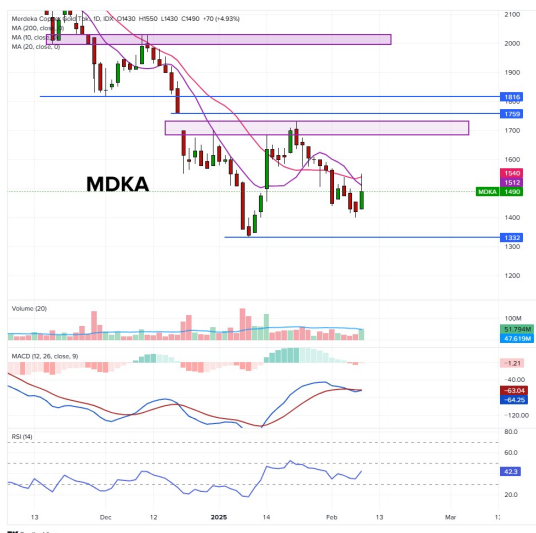 Merdeka Copper Gold Tbk, 1D, IDX O1430 H1550 L1430 C1490 +70 (+4.93%)
MA (200, close, 0)
MA (10, close, 0)
MA (20, close, 0)
2100
2000
1900
1816
1800
1759
1700
1600
1540
1512
MDKA 1490
MDKA
1400
1332
1300
1200
Volume (20)
100M
51.794M
47.619M
MACD (12, 26, close, 9)
−1.21
−40.00
−63.04
−64.25
−120.00
RSI (14)
80.0
42.3
20.0
13 Dec 12 2025 14 Feb 13 Mar